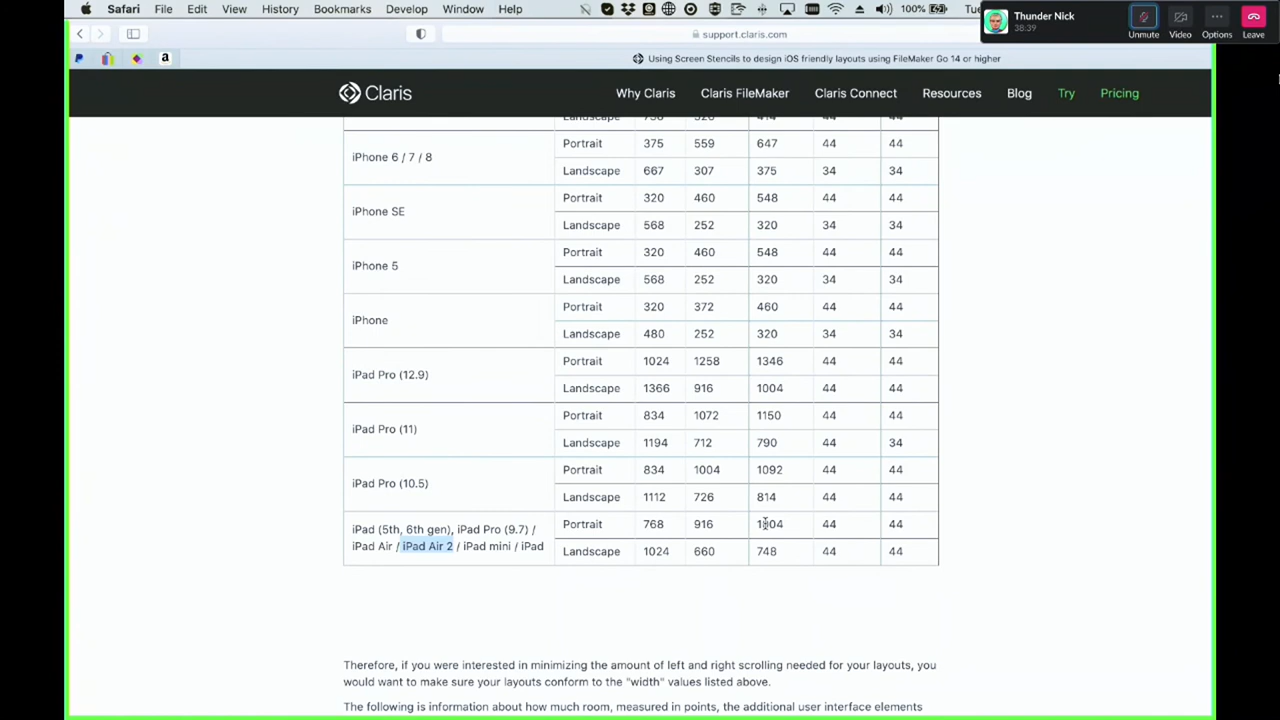 Safari File Edit View History Bookmarks Develop Window Help 100% Tue
Thunder Nick
38:39
Unmute Video Options Leave
support.claris.com
a Using Screen Stencils to design iOS friendly layouts using FileMaker Go 14 or higher
Claris Why Claris Claris FileMaker Claris Connect Resources Blog Try Pricing
Landscape 44 44
iPhone 6 / 7 / 8
Portrait 375 559 647 44 44
Landscape 667 307 375 34 34
iPhone SE
Portrait 320 460 548 44 44
Landscape 568 252 320 34 34
iPhone 5
Portrait 320 460 548 44 44
Landscape 568 252 320 34 34
iPhone
Portrait 320 372 460 44 44
Landscape 480 252 320 34 34
iPad Pro (12.9)
Portrait 1024 1258 1346 44 44
Landscape 1366 916 1004 44 44
iPad Pro (11)
Portrait 834 1072 1150 44 44
Landscape 1194 712 790 44 34
iPad Pro (10.5)
Portrait 834 1004 1092 44 44
Landscape 1112 726 814 44 44
iPad (5th, 6th gen), iPad Pro (9.7) /
iPad Air / iPad Air 2 / iPad mini / iPad
Portrait 768 916 1004 44 44
Landscape 1024 660 748 44 44
Therefore, if you were interested in minimizing the amount of left and right scrolling needed for your layouts, you
would want to make sure your layouts conform to the "width" values listed above.
The following is information about how much room, measured in points, the additional user interface elements